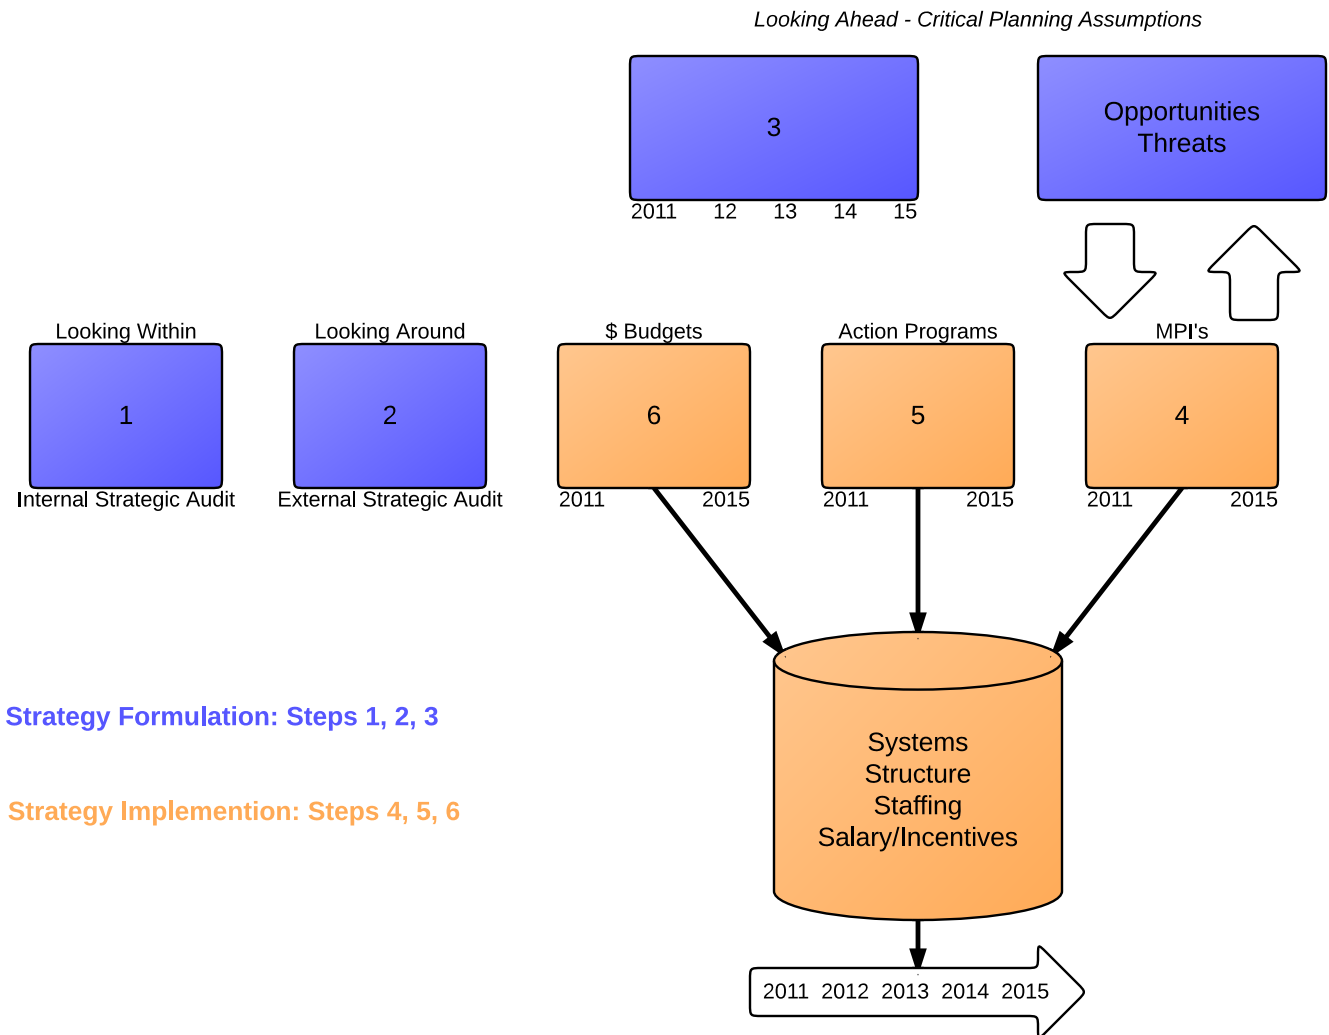 Looking Ahead - Critical Planning Assumptions
3
Opportunities
Threats
2011 12 13 14 15
Looking Within
Looking Around
$ Budgets
Action Programs
MPI's
1
2
6
5
4
Internal Strategic Audit
External Strategic Audit
2011 2015
2011 2015
2011 2015
Strategy Formulation: Steps 1, 2, 3
Strategy Implemention: Steps 4, 5, 6
Systems
Structure
Staffing
Salary/Incentives
2011 2012 2013 2014 2015